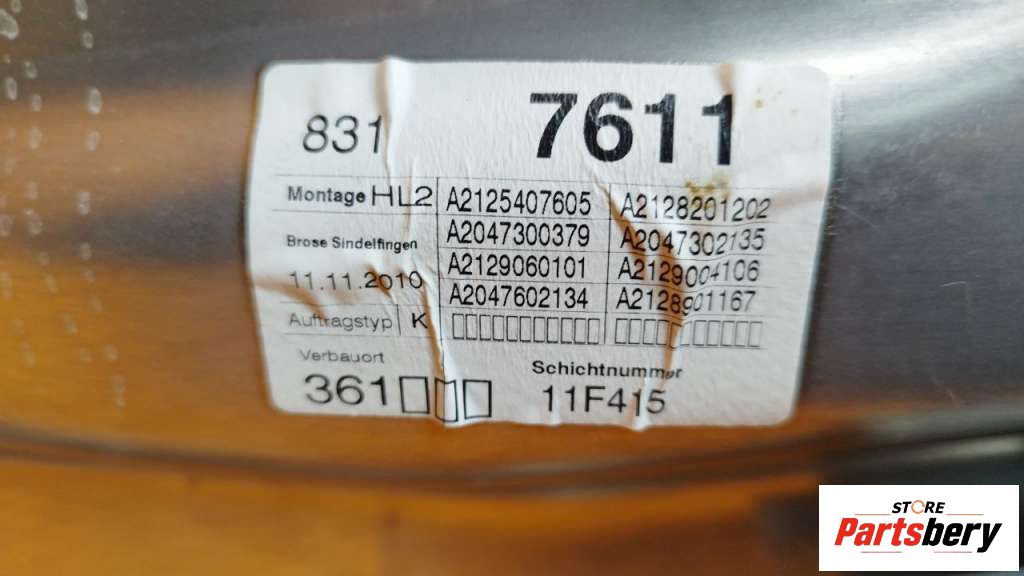 831 7611
Montage HL2 A2125407605 A2128201202
Brose Sindelfingen A2047300379 A2047302135
11.11.2010 A2129060101 A2129004106
A2047602134 A2128901167
Auftragstyp K
Verbauort Schichtnummer
361 11F415
STORE
Partsbery